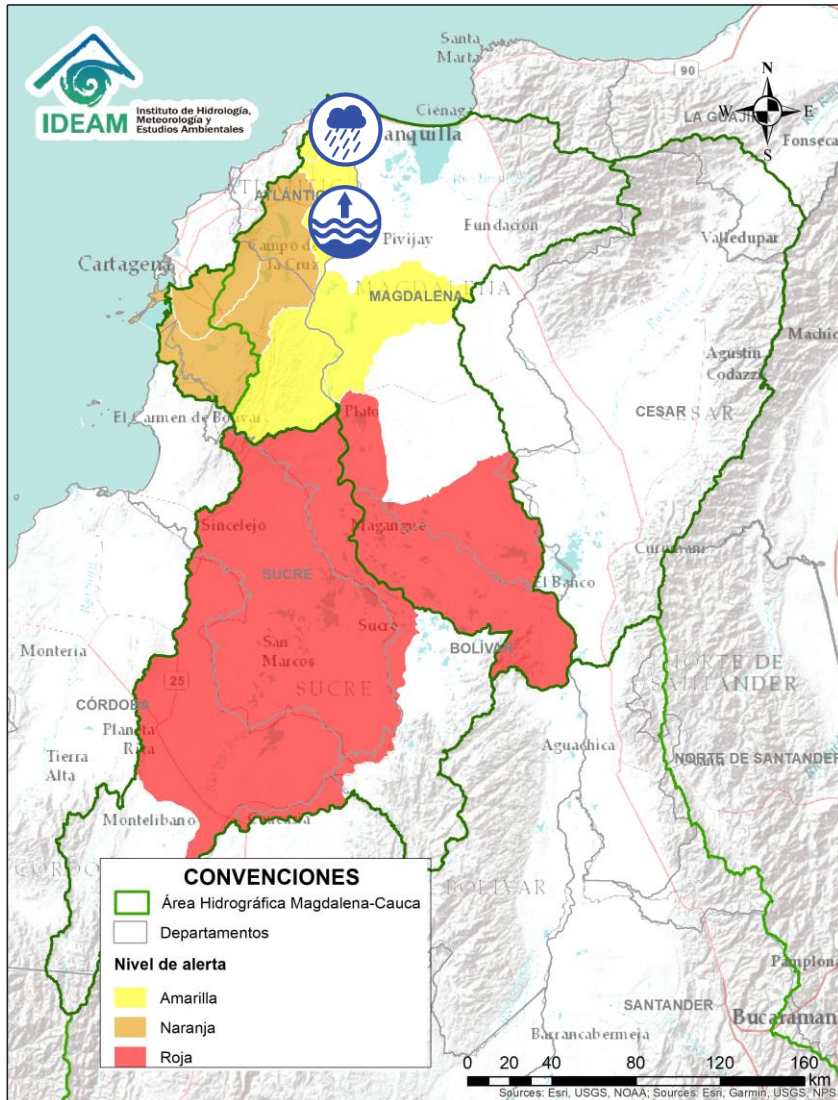 IDEAM
Instituto de Hidrología,
Meteorología y
Estudios Ambientales
Santa
Marta
90
N
W
E
S
Ciénaga
LA GUAJIR
Fonseca
anquilla
ATLÁNTIC
Valledupar
Fundación
Pivijay
Campo de
la Cruz
Cartagena
MAGDALENA
Agustín
Codazzi
CESAR
CESAR
El Carmen de Bolívar
Plato
Sincelejo
Magangué
Curumaní
SUCRE
El Banco
Sucre
BOLÍVAR
Montería
San
Marcos
25
SUCRE
NORTE DE
SANTANDER
CÓRDOBA
Planeta
Rica
Tierra
Alta
Aguachica
NORTE DE SANTANDER
Montelíbano
Caucasia
BOLÍVAR
CONVENCIONES
Área Hidrográfica Magdalena-Cauca
Departamentos
Nivel de alerta
Amarilla
Naranja
Roja
Pamplona
SANTANDER
Bucaraman
Barrancabermeja
0 20 40 80 120 160
km
Sources: Esri, USGS, NOAA; Sources: Esri, Garmin, USGS, NPS